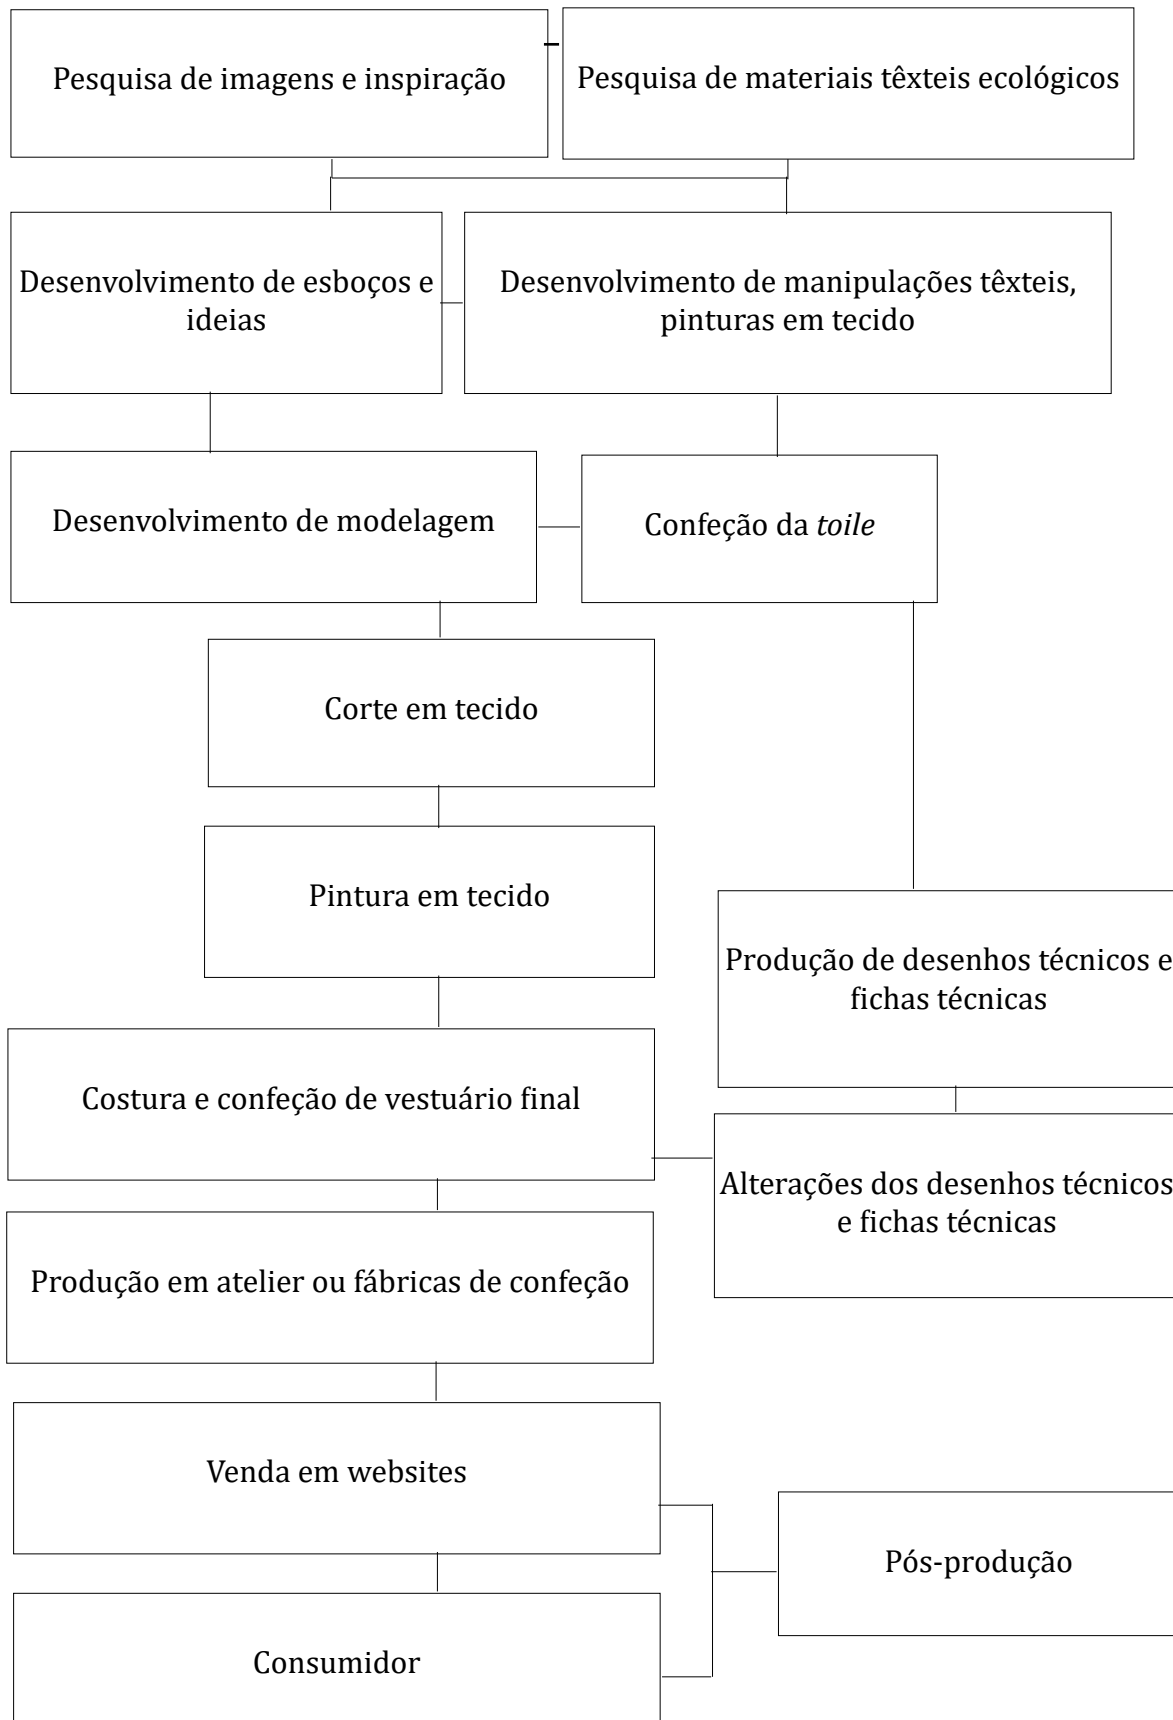 Pesquisa de imagens e inspiração
Pesquisa de materiais têxteis ecológicos
Desenvolvimento de esboços e
ideias
Desenvolvimento de manipulações têxteis,
pinturas em tecido
Desenvolvimento de modelagem
Confeção da toile
Corte em tecido
Pintura em tecido
Produção de desenhos técnicos e
fichas técnicas
Costura e confeção de vestuário final
Alterações dos desenhos técnicos
e fichas técnicas
Produção em atelier ou fábricas de confeção
Venda em websites
Pós-produção
Consumidor